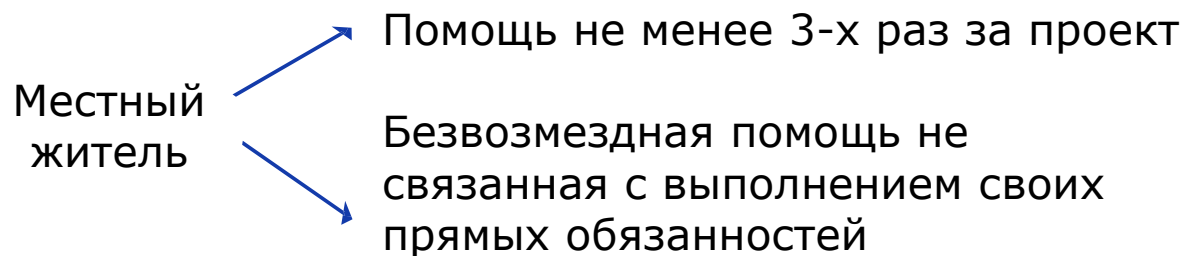 Помощь не менее 3-х раз за проект
Местный
житель
Безвозмездная помощь не
связанная с выполнением своих
прямых обязанностей